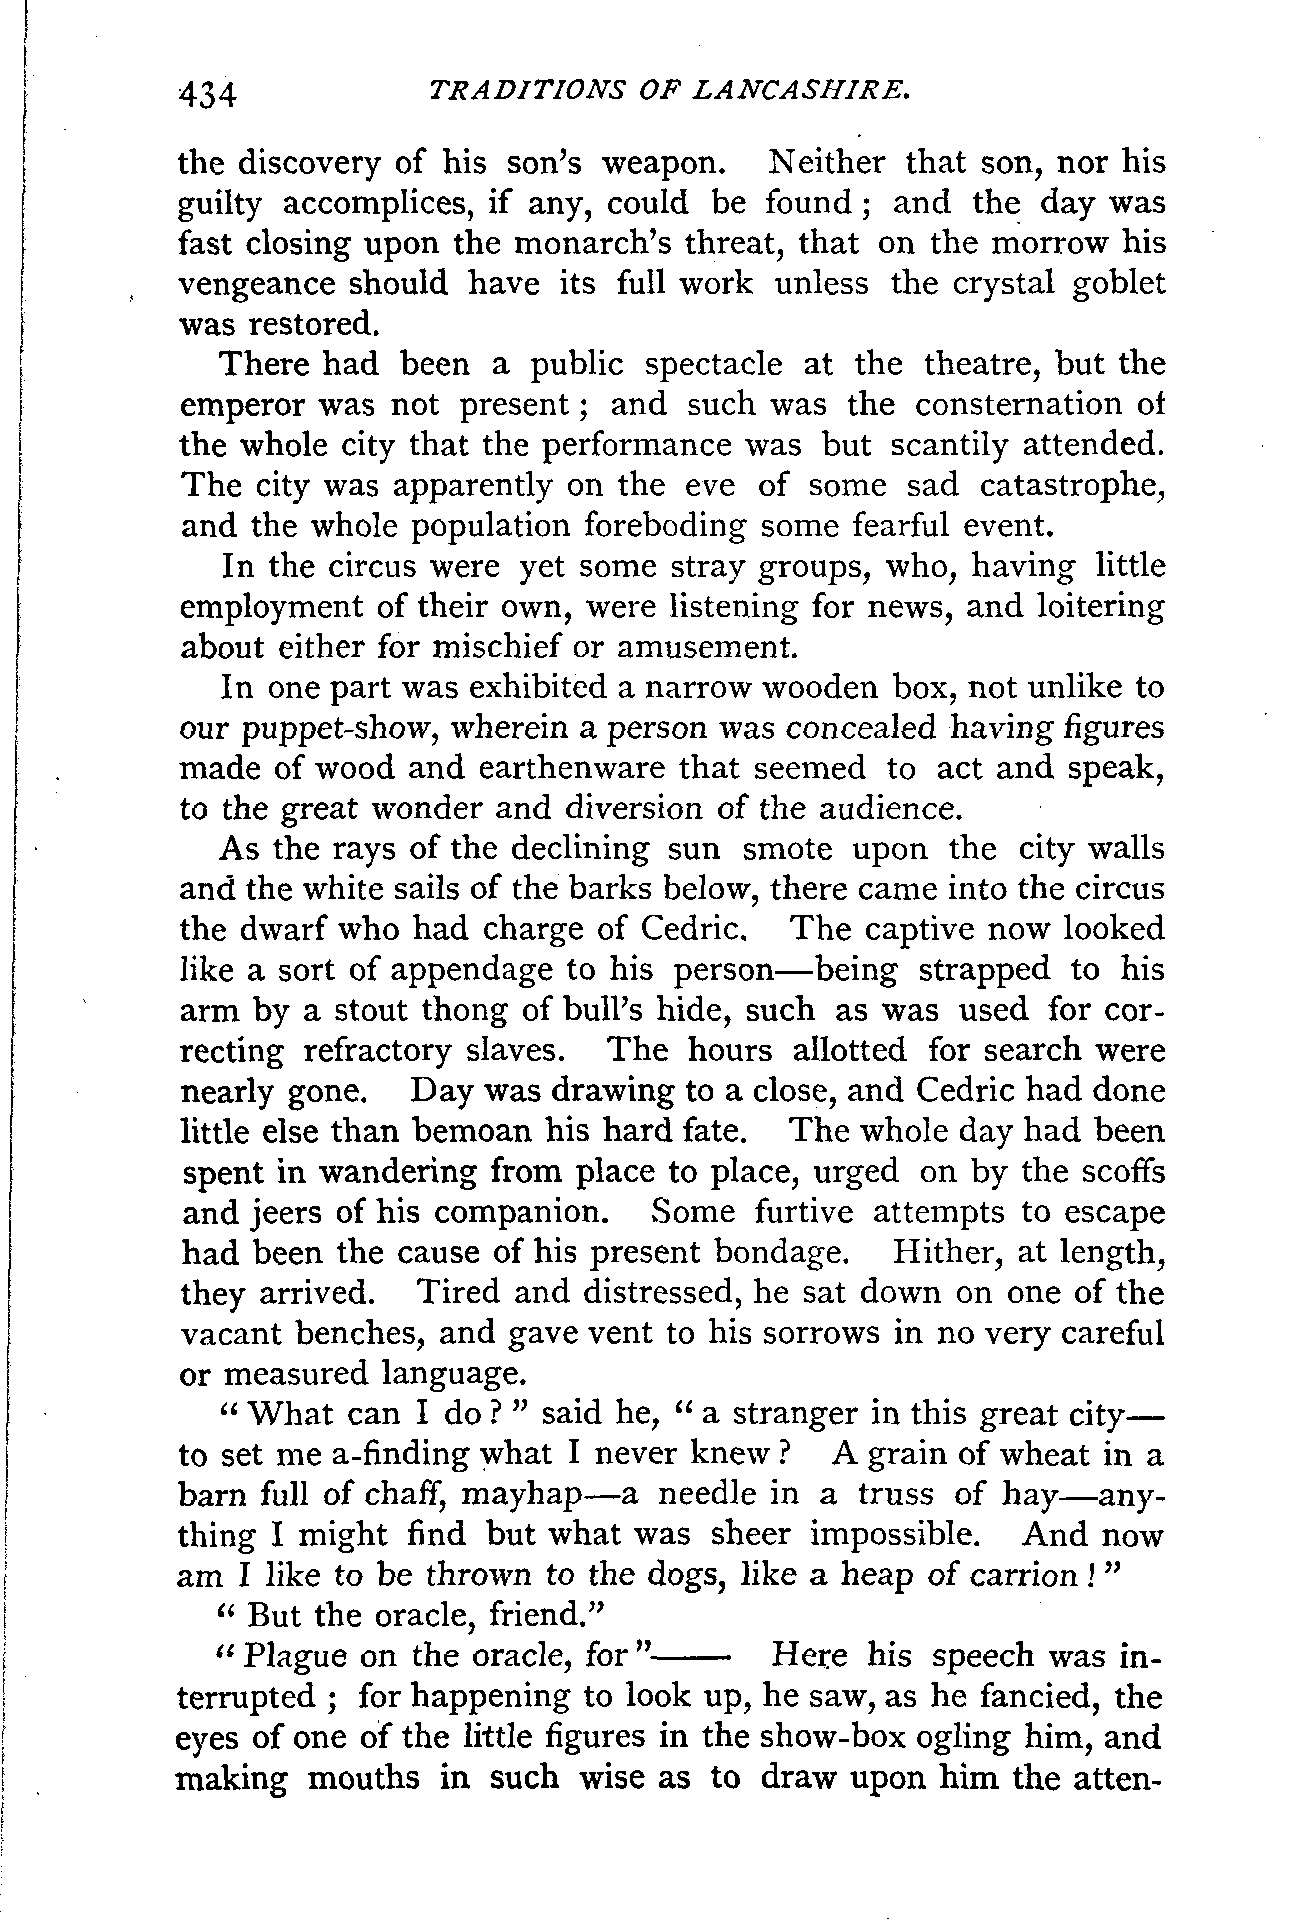 434 TRADITIONS OF LANCASHIRE.
the discovery of his son's weapon. Neither that son, nor his
guilty accomplices, if any, could be found ; and the day was
fast closing upon the monarch's threat, that on the morrow his
vengeance should have its full work unless the crystal goblet
was restored.
There had been a public spectacle at the theatre, but the
emperor was not present ; and such was the consternation of
the whole city that the performance was but scantily attended.
The city was apparently on the eve of some sad catastrophe,
and the whole population foreboding some fearful event.
In the circus were yet some stray groups, who, having little
employment of their own, were listening for news, and loitering
about either for mischief or amusement.
In one part was exhibited a narrow wooden box, not unlike to
our puppet-show, wherein a person was concealed having figures
made of wood and earthenware that seemed to act and speak,
to the great wonder and diversion of the audience.
As the rays of the declining sun smote upon the city walls
and the white sails of the barks below, there came into the circus
the dwarf who had charge of Cedric. The captive now looked
like a sort of appendage to his person—being strapped to his
arm by a stout thong of bull's hide, such as was used for cor-
recting refractory slaves. The hours allotted for search were
nearly gone. Day was drawing to a close, and Cedric had done
little else than bemoan his hard fate. The whole day had been
spent in wandering from place to place, urged on by the scoffs
and jeers of his companion. Some furtive attempts to escape
had been the cause of his present bondage. Hither, at length,
they arrived. Tired and distressed, he sat down on one of the
vacant benches, and gave vent to his sorrows in no very careful
or measured language.
“ What can I do ? ” said he, “ a stranger in this great city—
to set me a-finding what I never knew ? A grain of wheat in a
barn full of chaff, mayhap—a needle in a truss of hay—any-
thing I might find but what was sheer impossible. And now
am I like to be thrown to the dogs, like a heap of carrion ! ”
“ But the oracle, friend.”
“ Plague on the oracle, for ”—— Here his speech was in-
terrupted ; for happening to look up, he saw, as he fancied, the
eyes of one of the little figures in the show-box ogling him, and
making mouths in such wise as to draw upon him the atten-